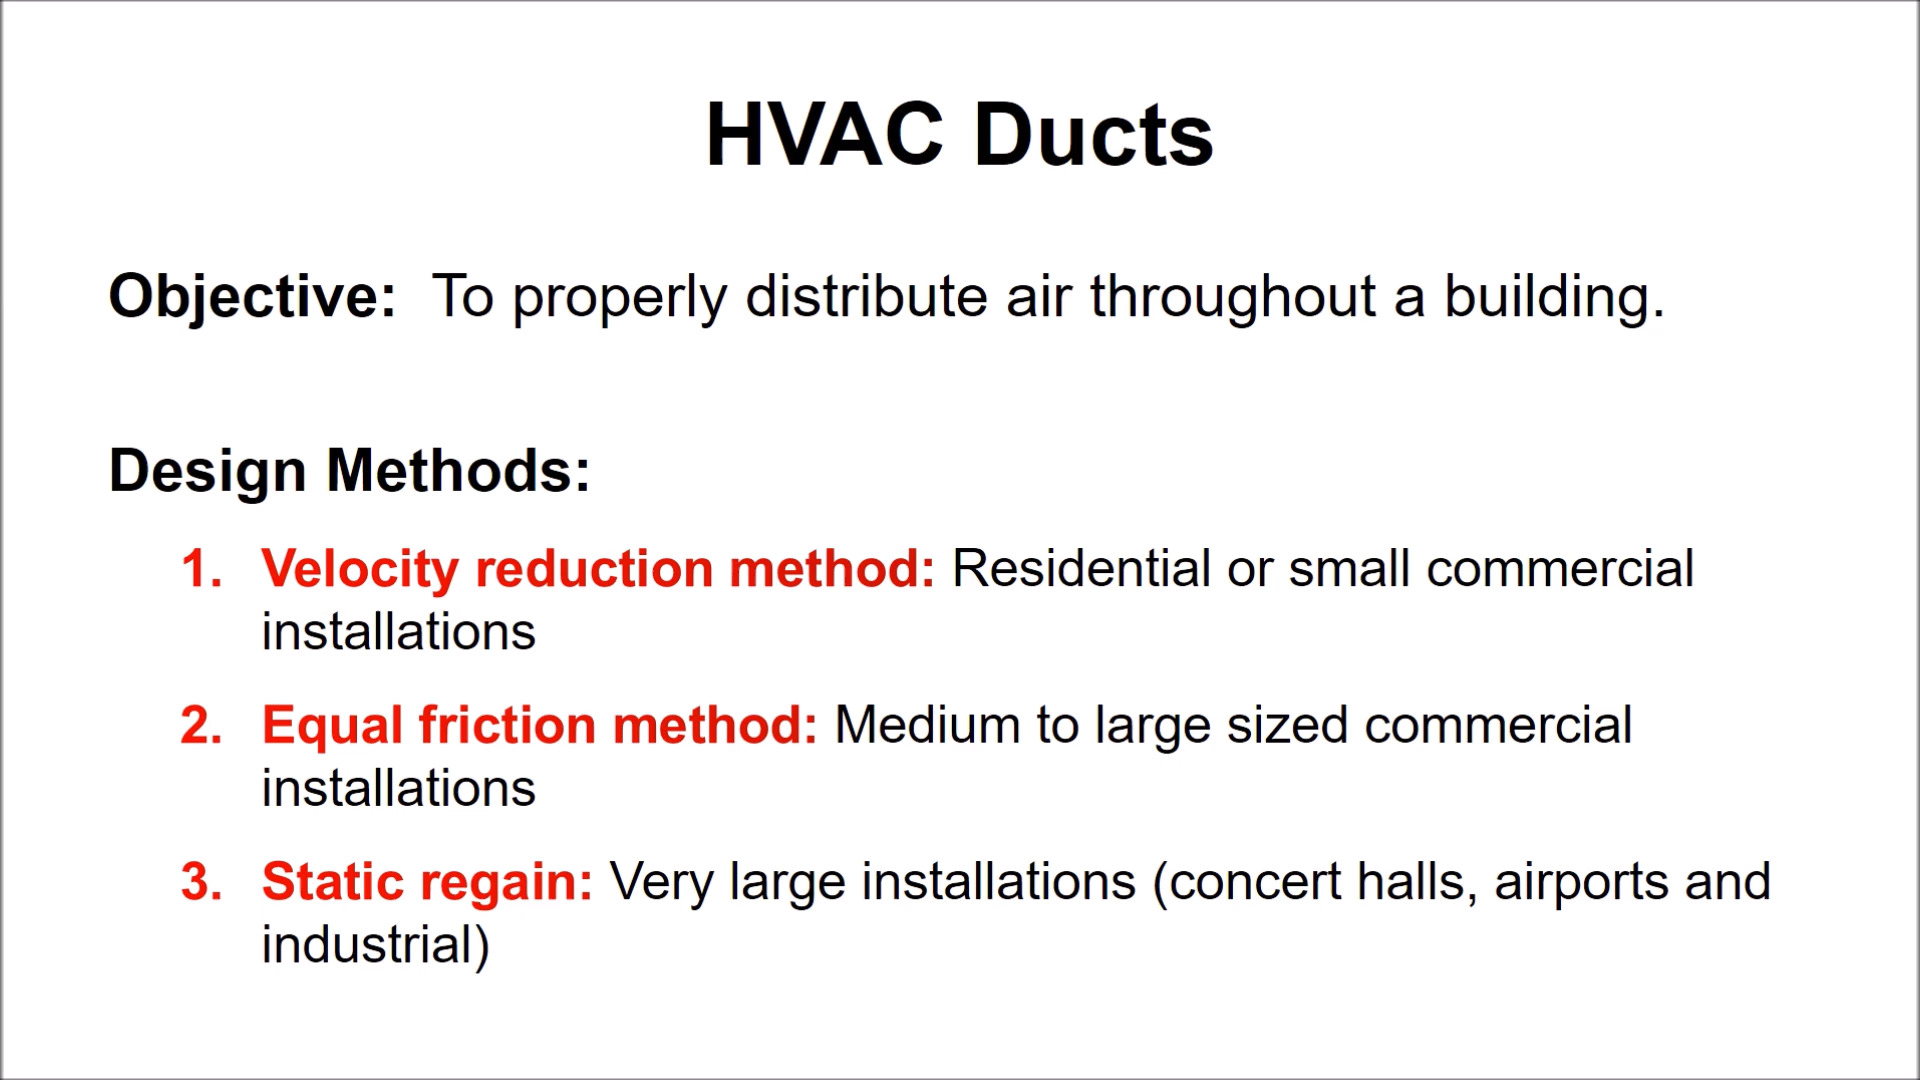 HVAC Ducts
Objective: To properly distribute air throughout a building.
Design Methods:
1. Velocity reduction method: Residential or small commercial
installations
2. Equal friction method: Medium to large sized commercial
installations
3. Static regain: Very large installations (concert halls, airports and
industrial)